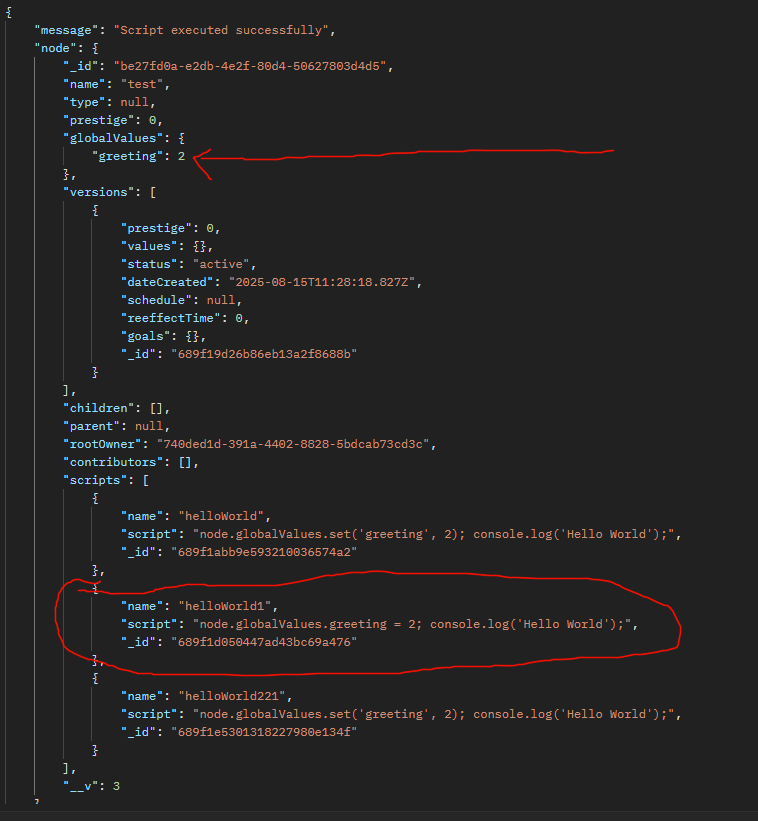 {
"message": "Script executed successfully",
"node": {
"_id": "be27fd0a-e2db-4e2f-80d4-50627803d4d5",
"name": "test",
"type": null,
"prestige": 0,
"globalValues": {
"greeting": 2
},
"versions": [
{
"prestige": 0,
"values": {},
"status": "active",
"dateCreated": "2025-08-15T11:28:18.827Z",
"schedule": null,
"reeffectTime": 0,
"goals": {},
"_id": "689f19d26b86eb13a2f8688b"
}
],
"children": [],
"parent": null,
"rootOwner": "740ded1d-391a-4402-8828-5bdcab73cd3c",
"contributors": [],
"scripts": [
{
"name": "helloWorld",
"script": "node.globalValues.set('greeting', 2); console.log('Hello World');",
"_id": "689f1abb9e593210036574a2"
},
{
"name": "helloWorld1",
"script": "node.globalValues.greeting = 2; console.log('Hello World');",
"_id": "689f1d050447ad43bc69a476"
},
{
"name": "helloWorld221",
"script": "node.globalValues.set('greeting', 2); console.log('Hello World');",
"_id": "689f1e5301318227980e134f"
}
],
"__v": 3
}